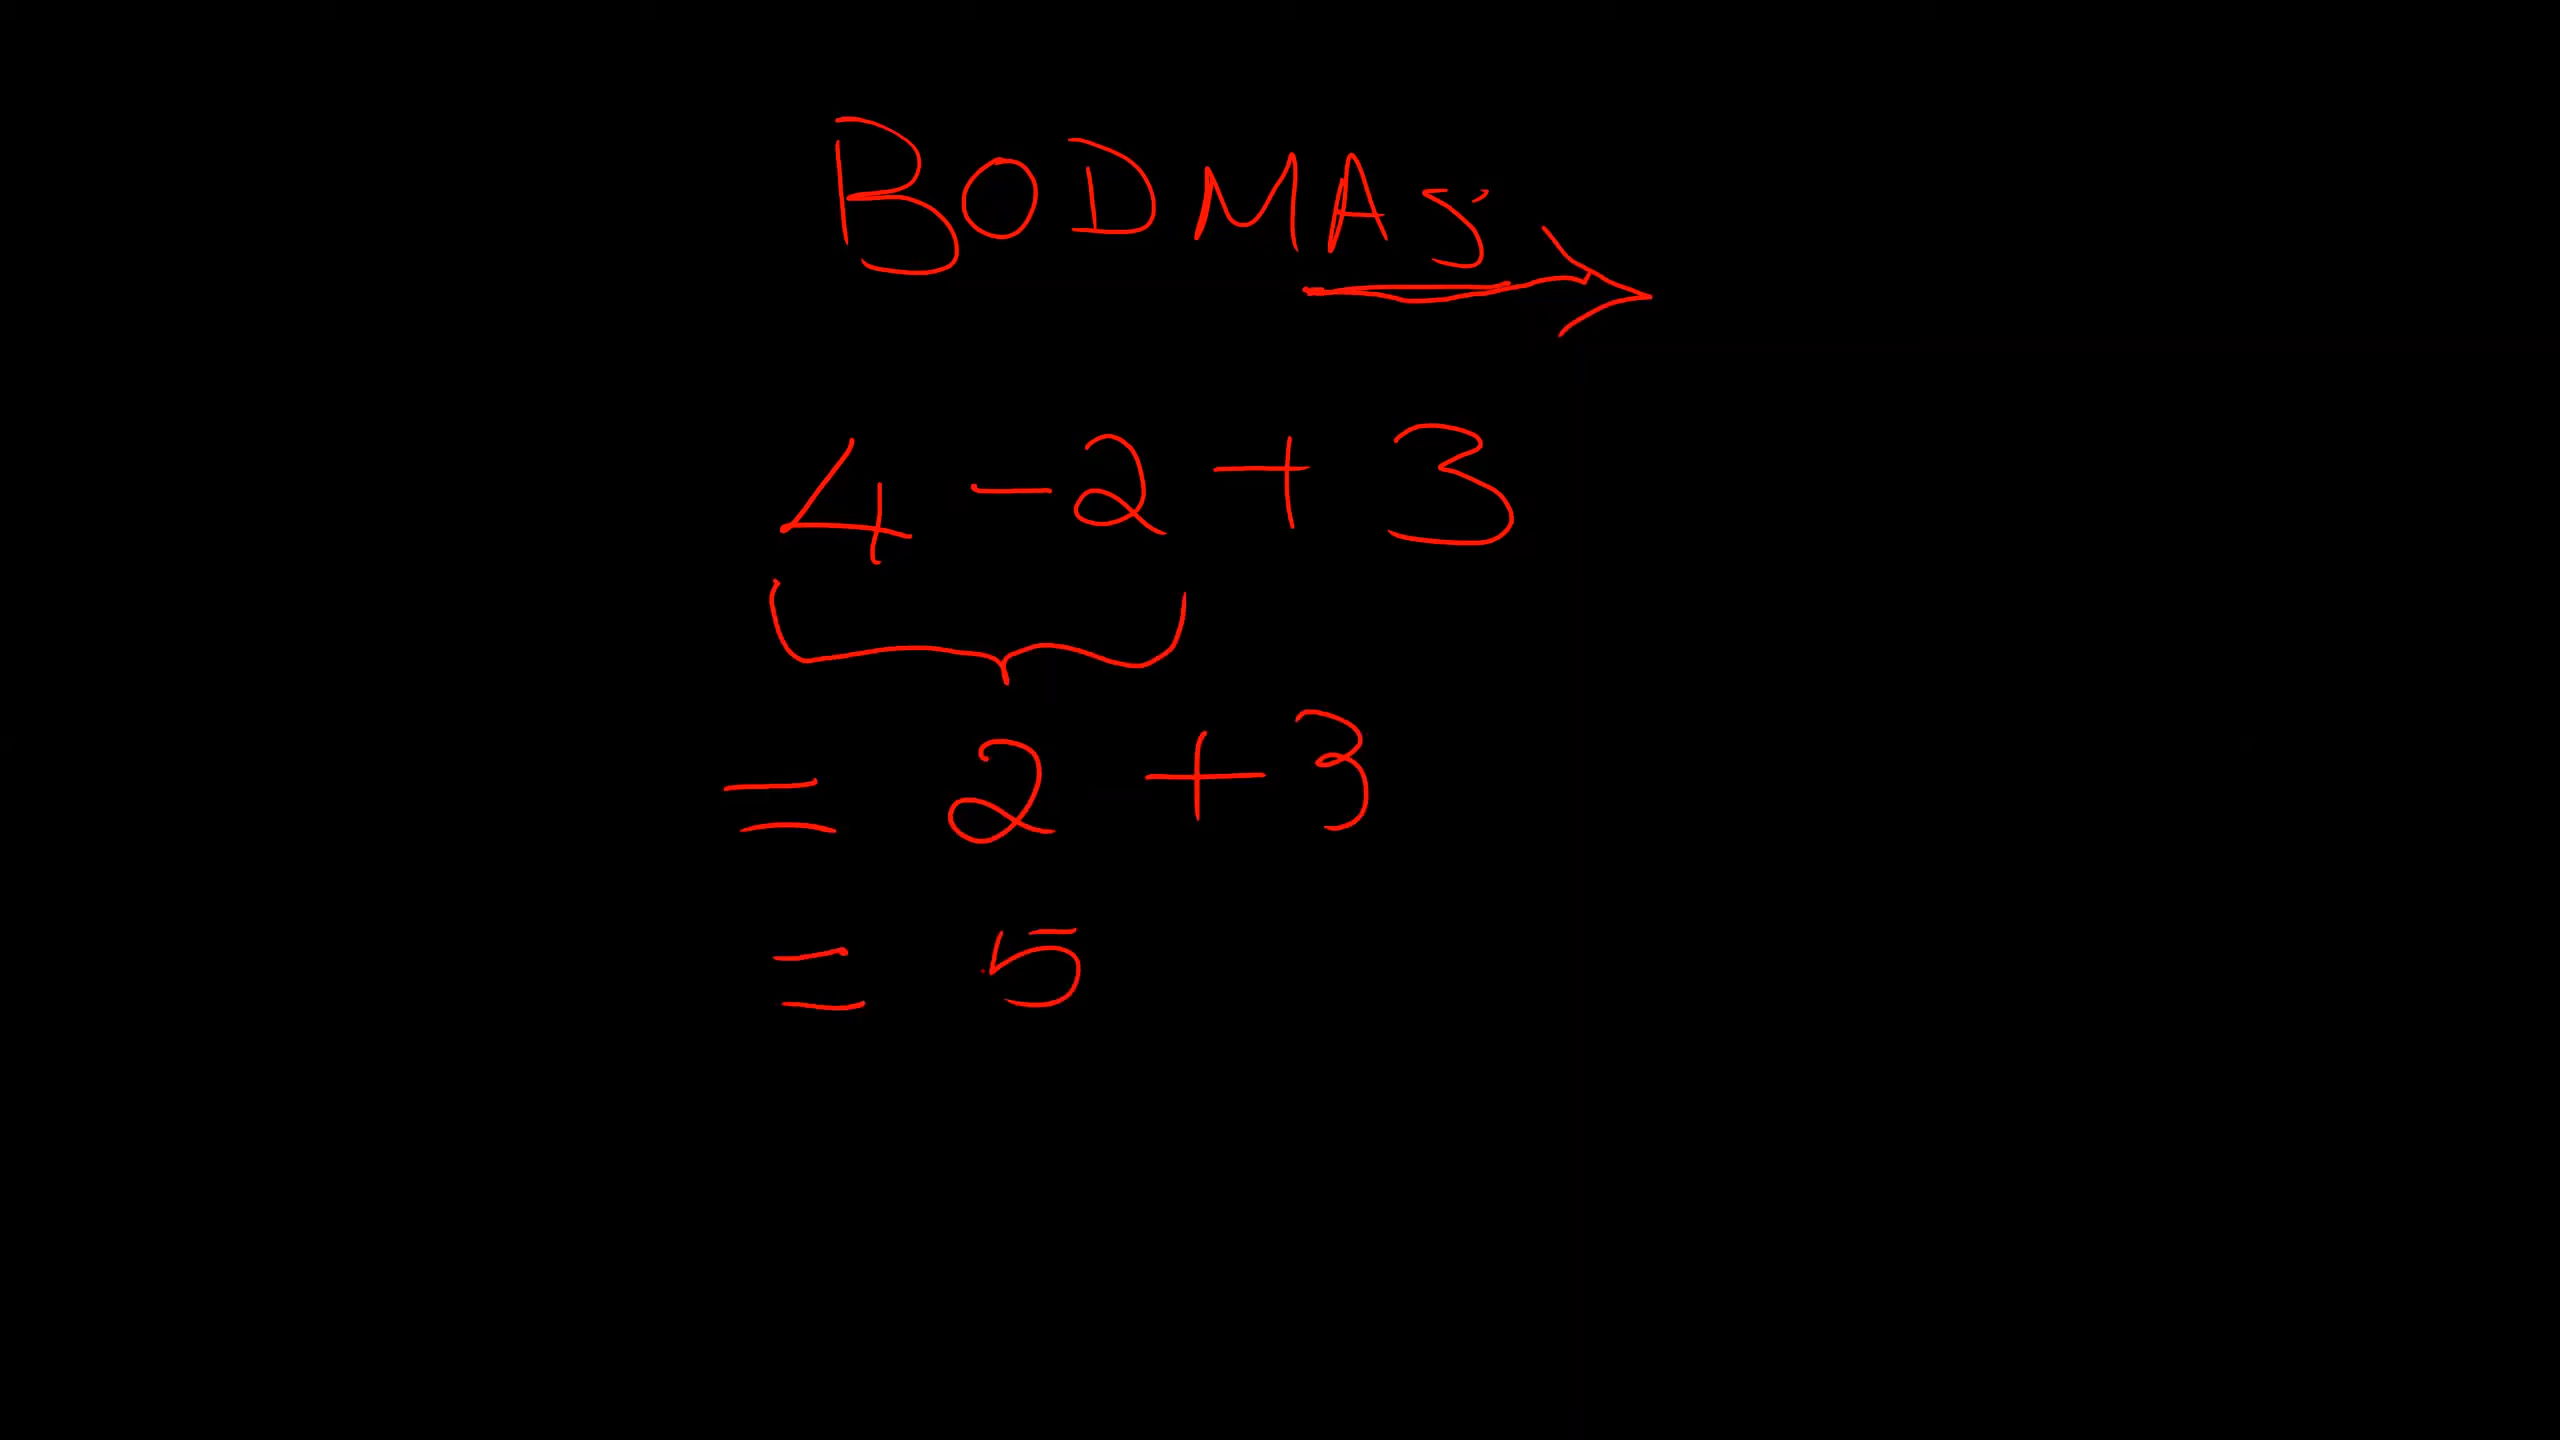 BODMAS
4 - 2 + 3
= 2 + 3
= 5